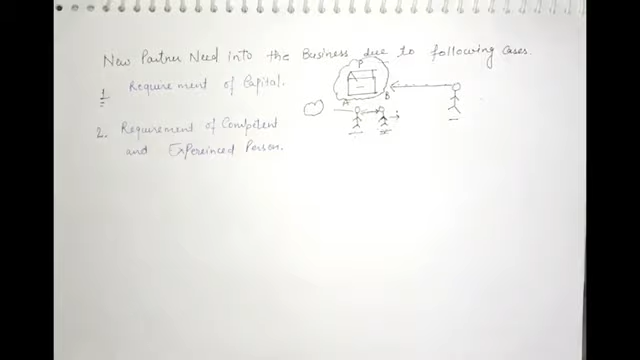 New Partner Need into the Business due to following Cases.
1 Requirement of Capital.
2. Requirement of Competent
and Expereinced Person.
P
A
B